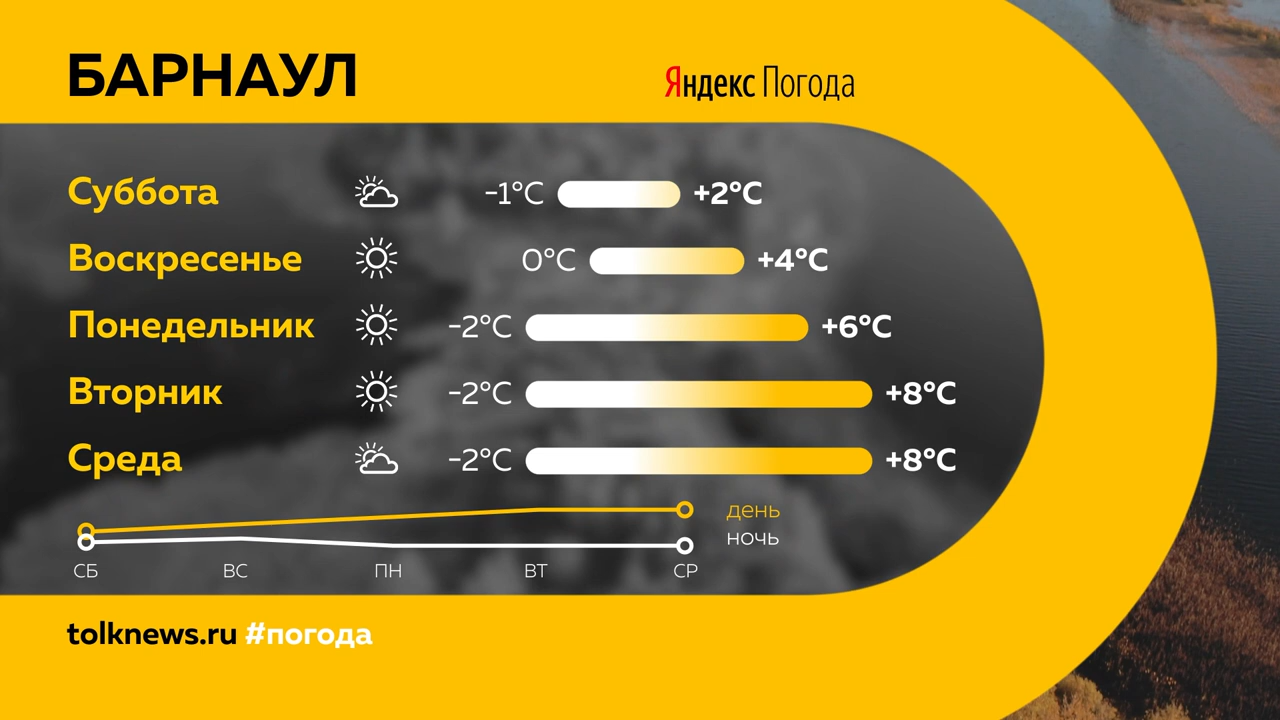 БАРНАУЛ
Яндекс Погода
Суббота -1°C +2°C
Воскресенье 0°C +4°C
Понедельник -2°C +6°C
Вторник -2°C +8°C
Среда -2°C +8°C
день
ночь
СБ ВС ПН ВТ СР
tolknews.ru #погода